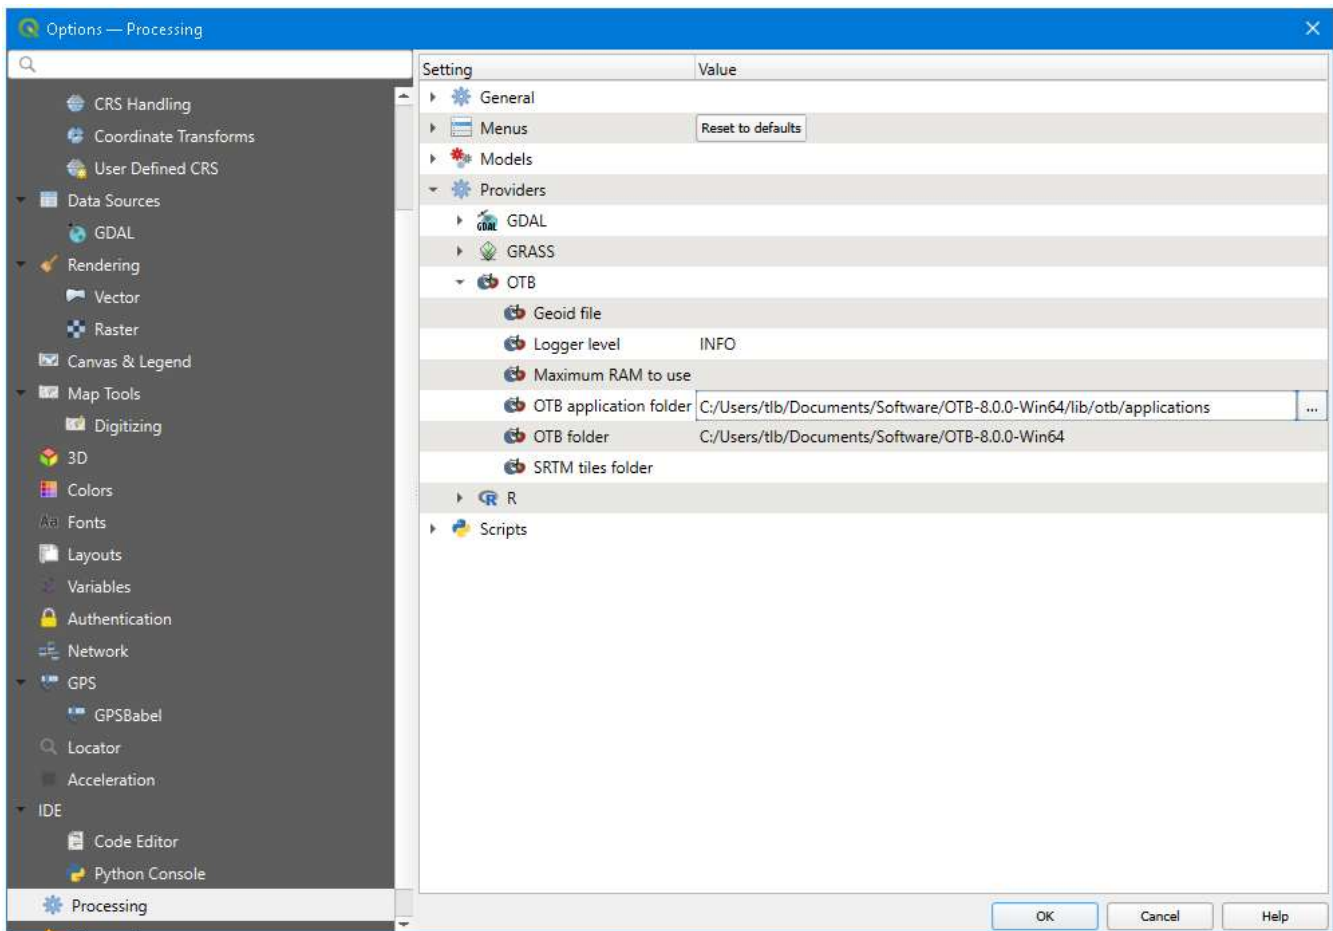 Options — Processing
CRS Handling
Coordinate Transforms
User Defined CRS
Data Sources
GDAL
Rendering
Vector
Raster
Canvas & Legend
Map Tools
Digitizing
3D
Colors
Aa Fonts
Layouts
Variables
Authentication
Network
GPS
GPSBabel
Locator
Acceleration
IDE
Code Editor
Python Console
Processing
Setting Value
General
Menus Reset to defaults
Models
Providers
GDAL GDAL
GRASS
OTB
Geoid file
Logger level INFO
Maximum RAM to use
OTB application folder C:/Users/tlb/Documents/Software/OTB-8.0.0-Win64/lib/otb/applications ...
OTB folder C:/Users/tlb/Documents/Software/OTB-8.0.0-Win64
SRTM tiles folder
R R
Scripts
OK Cancel Help